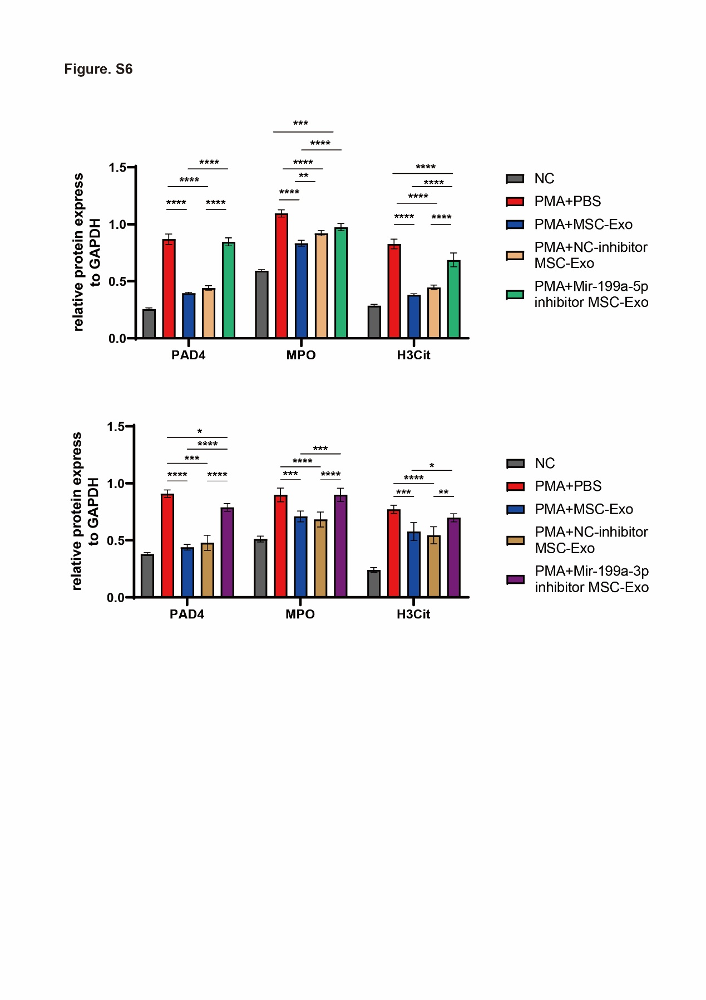 Figure. S6
***
****
****
**
****
****
****
****
****
****
****
****
****
****
1.5
1.0
0.5
0.0
relative protein express
to GAPDH
PAD4
MPO
H3Cit
NC
PMA+PBS
PMA+MSC-Exo
PMA+NC-inhibitor
MSC-Exo
PMA+Mir-199a-5p
inhibitor MSC-Exo
*
****
***
****
****
***
****
***
****
*
****
***
**
1.5
1.0
0.5
0.0
relative protein express
to GAPDH
PAD4
MPO
H3Cit
NC
PMA+PBS
PMA+MSC-Exo
PMA+NC-inhibitor
MSC-Exo
PMA+Mir-199a-3p
inhibitor MSC-Exo